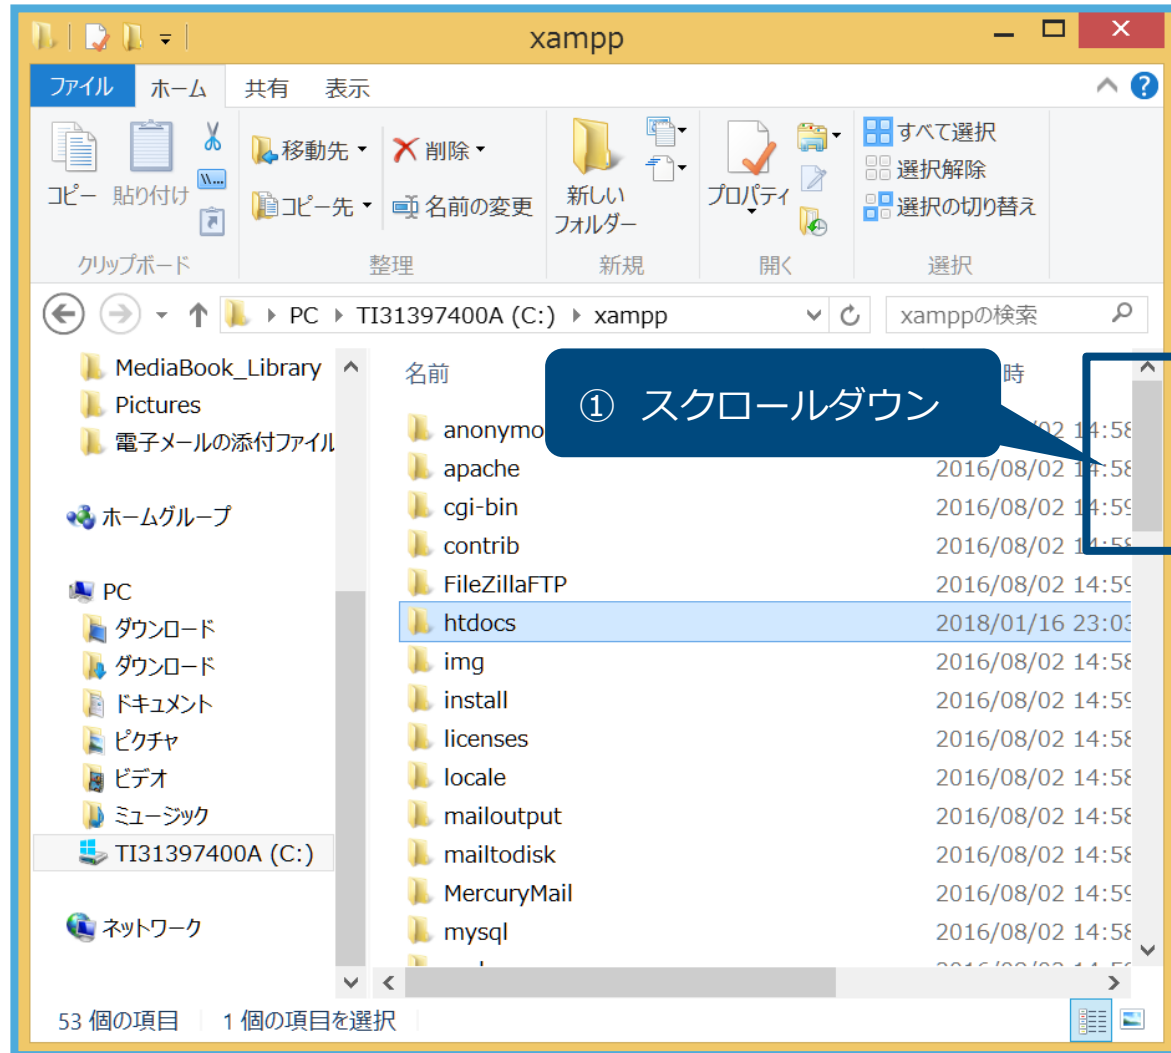 xampp
ファイル ホーム 共有 表示
コピー 貼り付け
移動先
コピー先
削除
名前の変更
新しい
フォルダー
プロパティ
すべて選択
選択解除
選択の切り替え
クリップボード 整理 新規 開く 選択
PC TI31397400A (C:) xampp
xamppの検索
MediaBook_Library
Pictures
電子メールの添付ファイル
ホームグループ
PC
ダウンロード
ダウンロード
ドキュメント
ピクチャ
ビデオ
ミュージック
TI31397400A (C:)
ネットワーク
名前 時
① スクロールダウン
anonymo 02 14:58
apache 2016/08/02 14:58
cgi-bin 2016/08/02 14:59
contrib 2016/08/02 14:58
FileZillaFTP 2016/08/02 14:59
htdocs 2018/01/16 23:03
img 2016/08/02 14:58
install 2016/08/02 14:59
licenses 2016/08/02 14:58
locale 2016/08/02 14:58
mailoutput 2016/08/02 14:58
mailtodisk 2016/08/02 14:58
MercuryMail 2016/08/02 14:59
mysql 2016/08/02 14:58
53 個の項目 1 個の項目を選択